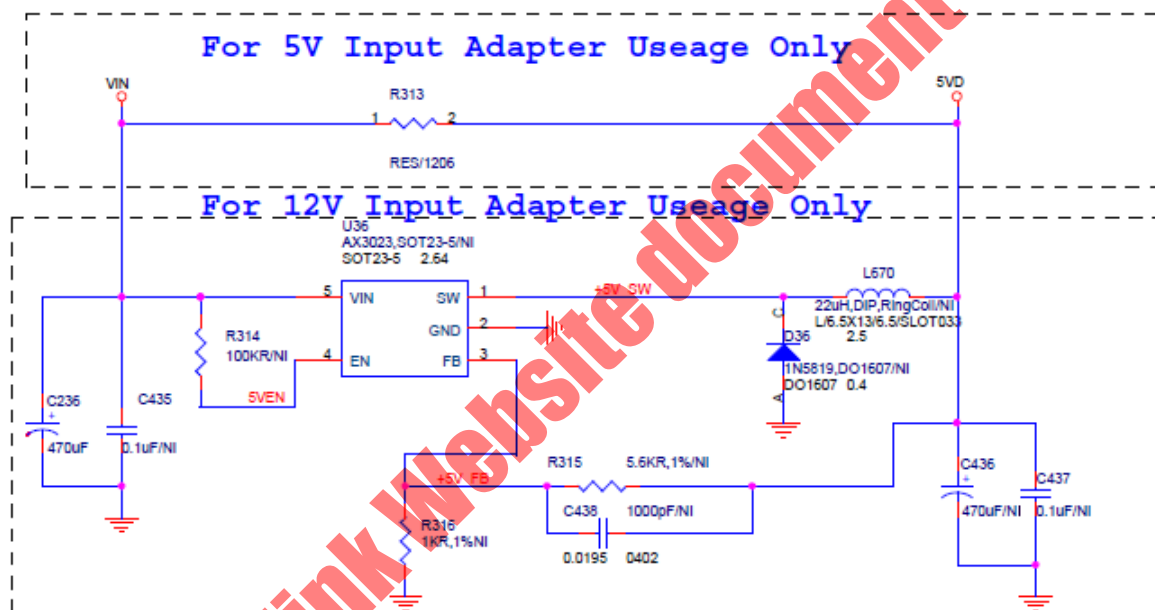 For 5V Input Adapter Useage Only
VIN
5VD
R313
1
2
RES/1206
For 12V Input Adapter Useage Only
U36
AX3023,SOT23-5/NI
SOT23-5 2.64
5
VIN
SW
1
+5V_SW
L670
22uH,DIP,RingCoil/NI
L/6.5X13/6.5/SLOT033
2.5
GND
2
R314
100KR/NI
4
EN
FB
3
C
D36
1N5819,DO1607/NI
DO1607 0.4
A
5VEN
C236
+
470uF
C435
0.1uF/NI
+5V_FB
R315
5.6KR,1%/NI
C438
1000pF/NI
0.0195 0402
R316
1KR,1%NI
C436
+
470uF/NI
C437
0.1uF/NI
ink Website document